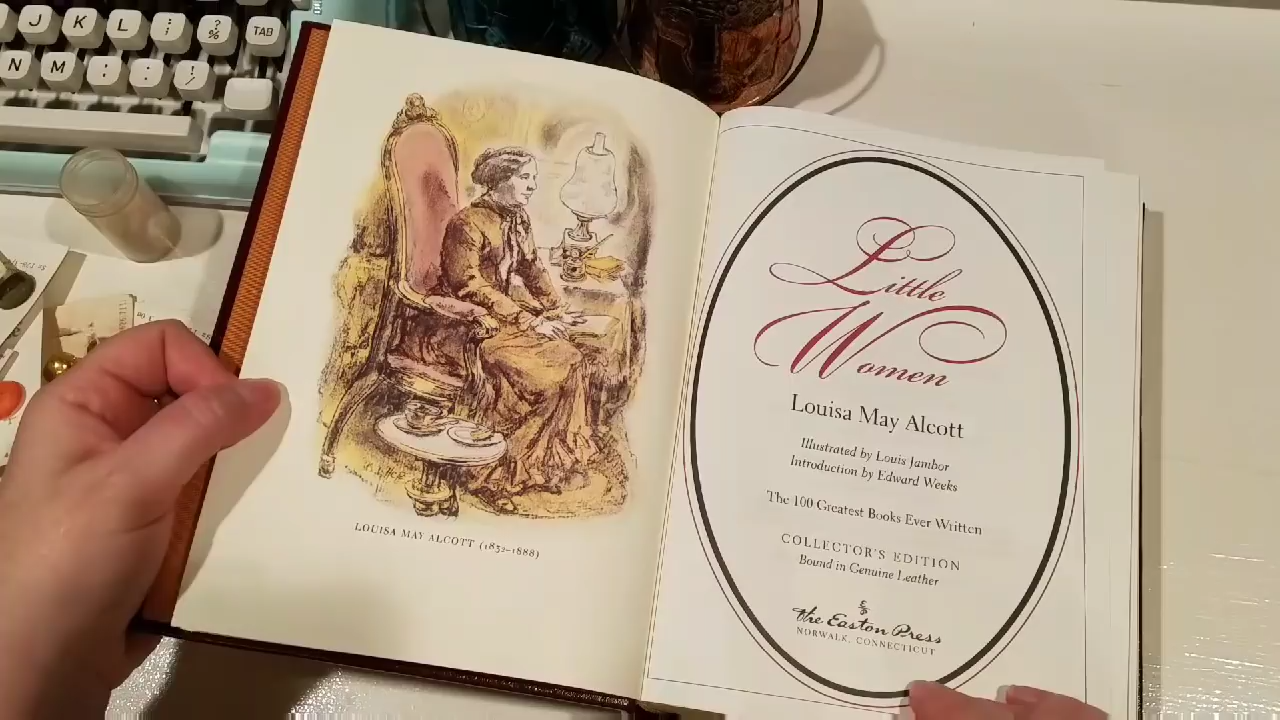 J K L ; ? % TAB
N M
LOUISA MAY ALCOTT (1832–1888)
Little
Women
Louisa May Alcott
Illustrated by Louis Jambor
Introduction by Edward Weeks
The 100 Greatest Books Ever Written
COLLECTOR'S EDITION
Bound in Genuine Leather
the Easton Press
NORWALK, CONNECTICUT